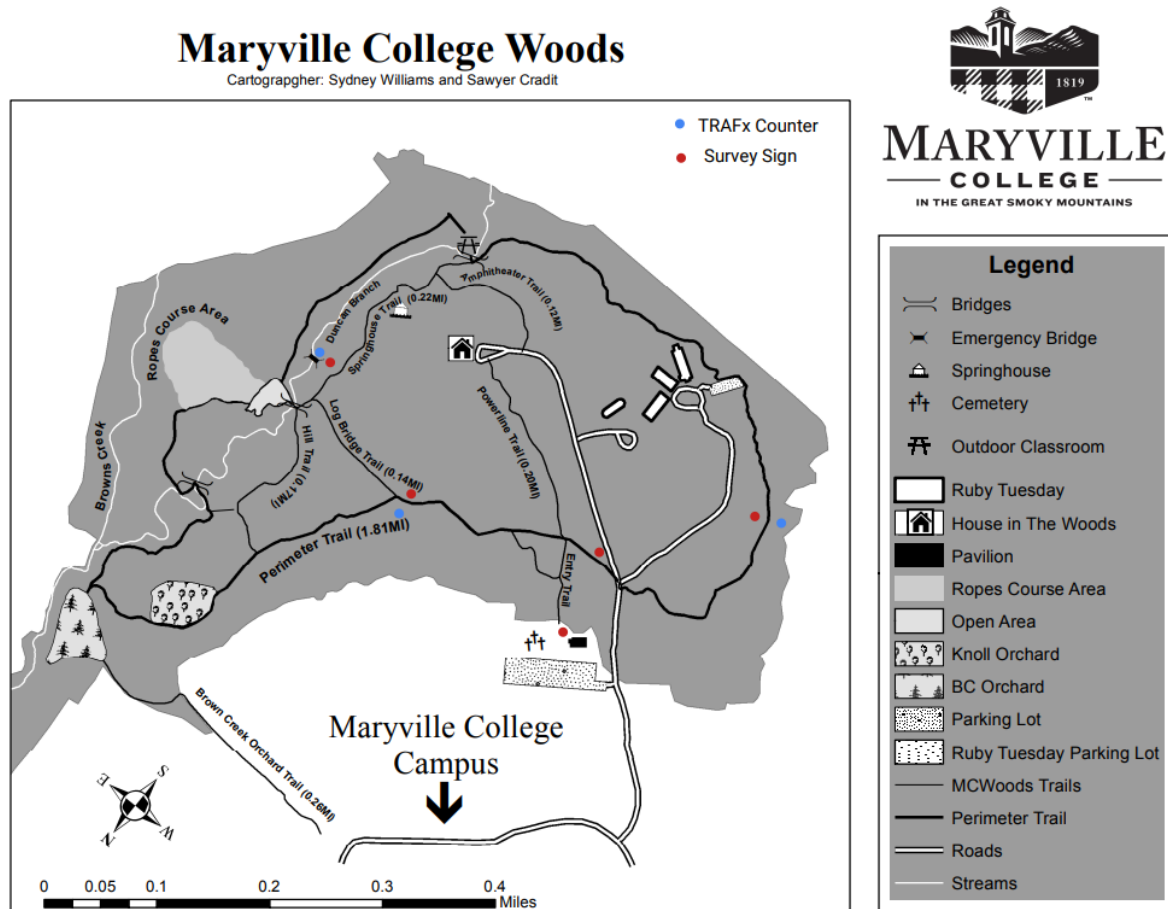 Maryville College Woods
Cartograpgher: Sydney Williams and Sawyer Cradit
TRAFx Counter
Survey Sign
1819
TM
MARYVILLE
COLLEGE
IN THE GREAT SMOKY MOUNTAINS
Ropes Course Area
Browns Creek
Duncan Branch
Springhouse Trail (0.22MI)
Amphitheater Trail (0.12MI)
Powerline Trail (0.20MI)
Log Bridge Trail (0.14MI)
Hill Trail (0.17MI)
Perimeter Trail (1.81MI)
Entry Trail
Brown Creek Orchard Trail (0.26MI)
Maryville College
Campus
S
E
W
N
0 0.05 0.1 0.2 0.3 0.4
Miles
Legend
Bridges
Emergency Bridge
Springhouse
Cemetery
Outdoor Classroom
Ruby Tuesday
House in The Woods
Pavilion
Ropes Course Area
Open Area
Knoll Orchard
BC Orchard
Parking Lot
Ruby Tuesday Parking Lot
MCWoods Trails
Perimeter Trail
Roads
Streams